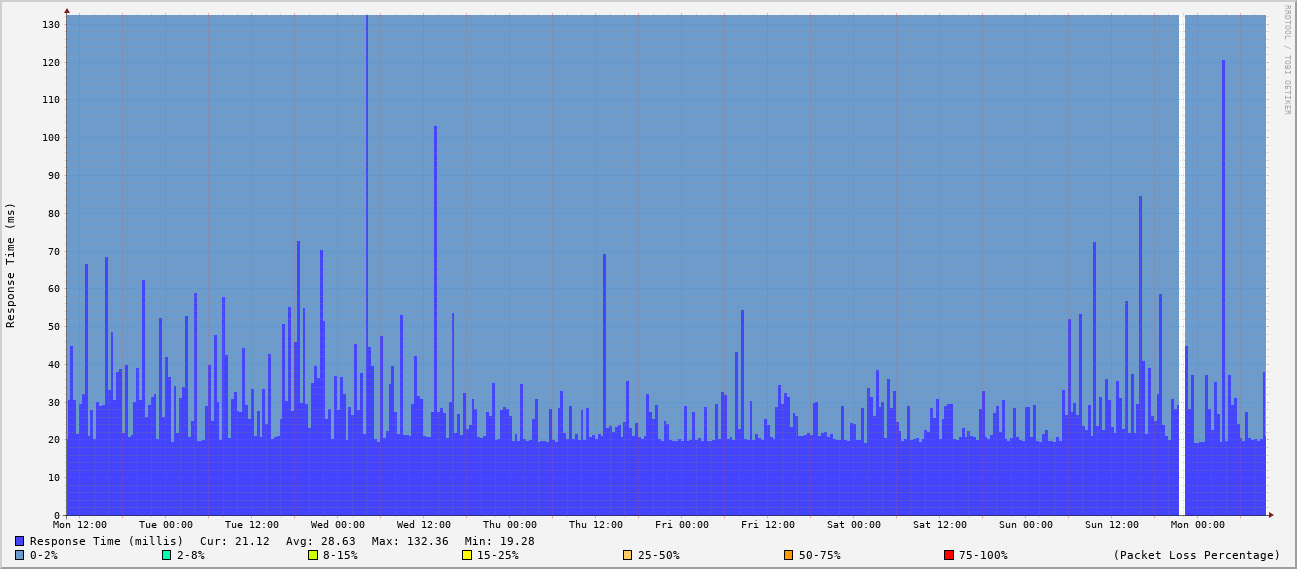 RRDTOOL / TOBI OETIKER
Response Time (ms)
130
120
110
100
90
80
70
60
50
40
30
20
10
0
Mon 12:00 Tue 00:00 Tue 12:00 Wed 00:00 Wed 12:00 Thu 00:00 Thu 12:00 Fri 00:00 Fri 12:00 Sat 00:00 Sat 12:00 Sun 00:00 Sun 12:00 Mon 00:00
Response Time (millis) Cur: 21.12 Avg: 28.63 Max: 132.36 Min: 19.28
0-2% 2-8% 8-15% 15-25% 25-50% 50-75% 75-100% (Packet Loss Percentage)